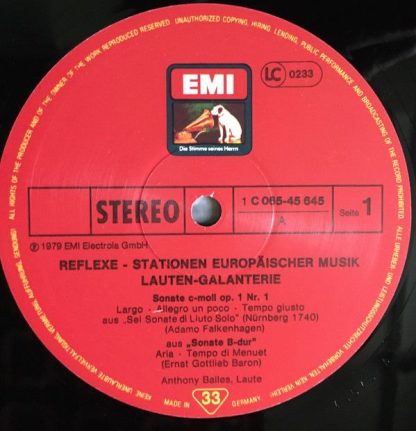 ALL RIGHTS OF THE PRODUCER AND OF THE OWNER OF THE WORK REPRODUCED RESERVED UNAUTHORIZED COPYING, HIRING, LENDING, PUBLIC PERFORMANCE AND BROADCASTING OF THE RECORD PROHIBITED
EMI
LC 0233
Die Stimme seines Herrn
STEREO
1 C 065-45 645
A
Seite 1
Ⓟ 1979 EMI Electrola GmbH
REFLEXE - STATIONEN EUROPÄISCHER MUSIK
LAUTEN-GALANTERIE
Sonate c-moll op. 1 Nr. 1
Largo · Allegro un poco · Tempo giusto
aus „Sei Sonate di Liuto Solo" (Nürnberg 1740)
(Adamo Falkenhagen)
aus „Sonate B-dur"
Aria · Tempo di Menuet
(Ernst Gottlieb Baron)
Anthony Bailes, Laute
MADE IN
33
GERMANY